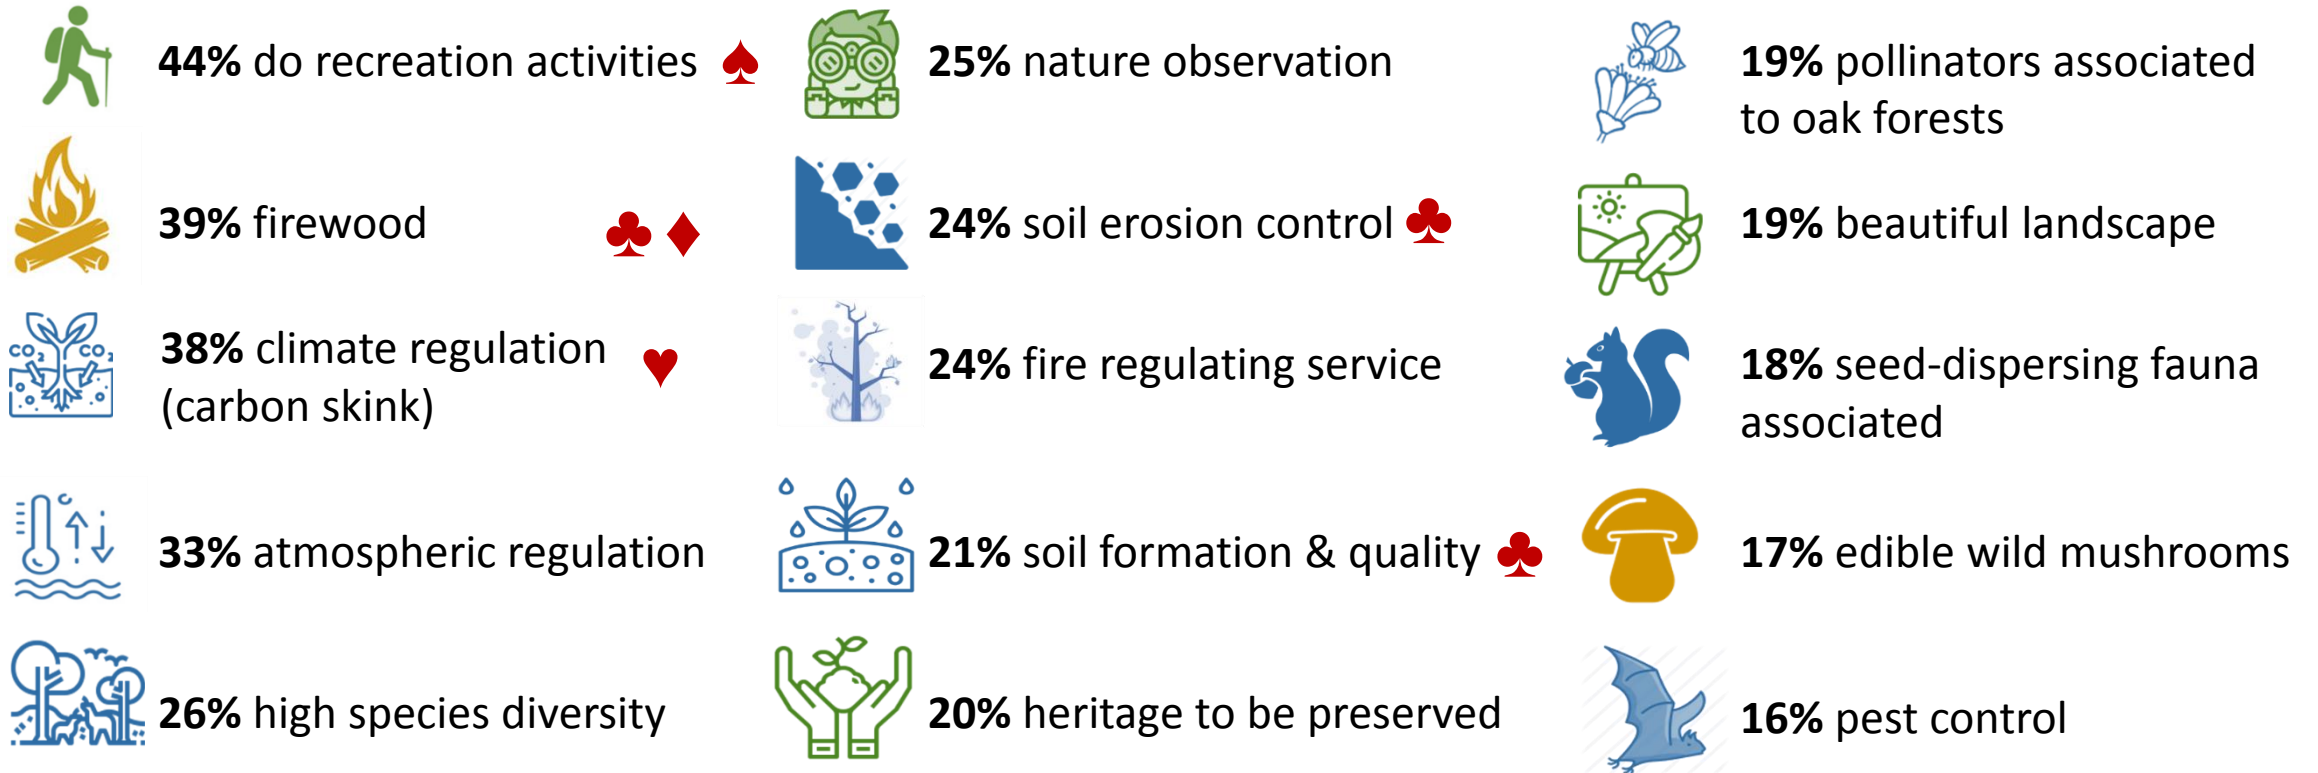 44% do recreation activities ♠
39% firewood ♣ ♦
38% climate regulation ♥
(carbon skink)
CO₂ CO₂
33% atmospheric regulation
°C
26% high species diversity
25% nature observation
24% soil erosion control ♣
24% fire regulating service
21% soil formation & quality ♣
20% heritage to be preserved
19% pollinators associated
to oak forests
19% beautiful landscape
18% seed-dispersing fauna
associated
17% edible wild mushrooms
16% pest control